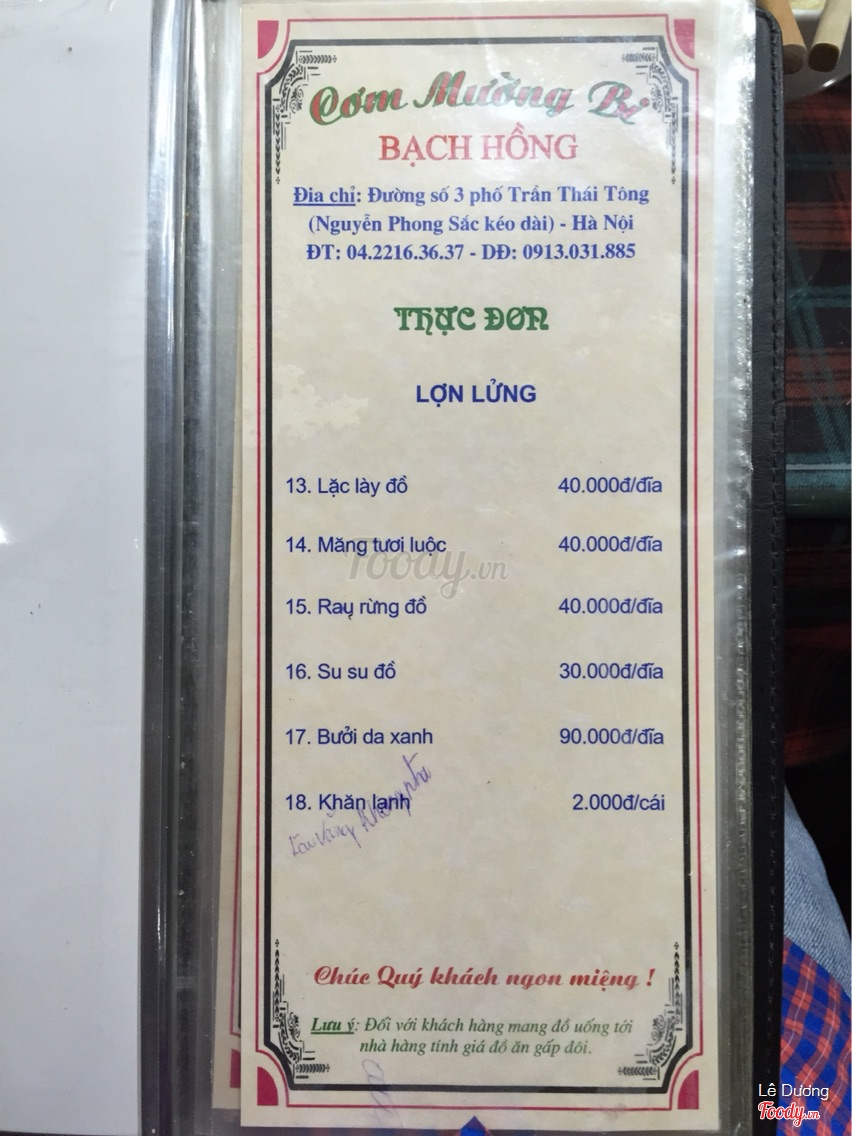 Cơm Mường Bi
BẠCH HỒNG
Đia chỉ: Đường số 3 phố Trần Thái Tông
(Nguyễn Phong Sắc kéo dài) - Hà Nội
ĐT: 04.2216.36.37 - DĐ: 0913.031.885
THỰC ĐƠN
LỢN LỬNG
13. Lặc lày đồ 40.000đ/đĩa
14. Măng tươi luộc 40.000đ/đĩa
Foody.vn
15. Rau rừng đồ 40.000đ/đĩa
16. Su su đồ 30.000đ/đĩa
17. Bưởi da xanh 90.000đ/đĩa
18. Khăn lạnh 2.000đ/cái
Chúc Quý khách ngon miệng !
Lưu ý: Đối với khách hàng mang đồ uống tới
nhà hàng tính giá đồ ăn gấp đôi.
Lê Dương
Foody.vn